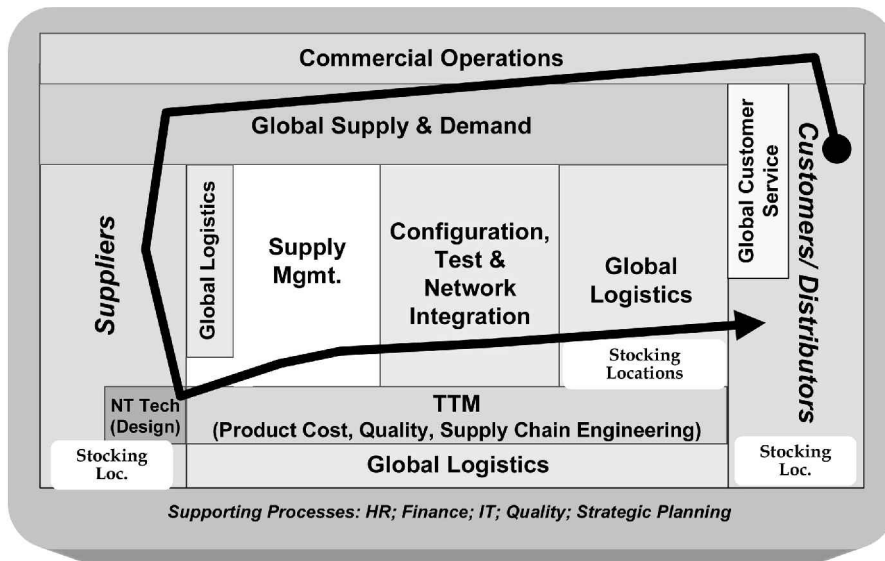 Commercial Operations
Global Supply & Demand
Suppliers
Global Logistics
Supply
Mgmt.
Configuration,
Test &
Network
Integration
Global
Logistics
Stocking
Locations
Global Customer
Service
Customers/ Distributors
NT Tech
(Design)
TTM
(Product Cost, Quality, Supply Chain Engineering)
Stocking
Loc.
Global Logistics
Stocking
Loc.
Supporting Processes: HR; Finance; IT; Quality; Strategic Planning